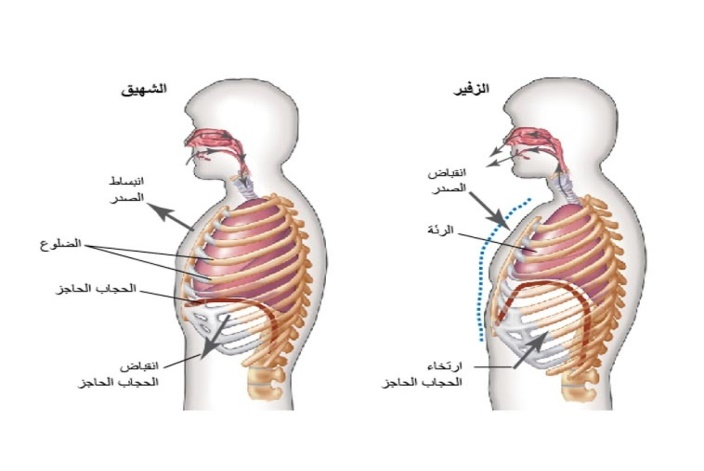 الزفير
انقباض
الصدر
الرئة
ارتخاء
الحجاب الحاجز
الشهيق
انبساط
الصدر
الضلوع
الحجاب الحاجز
انقباض
الحجاب الحاجز